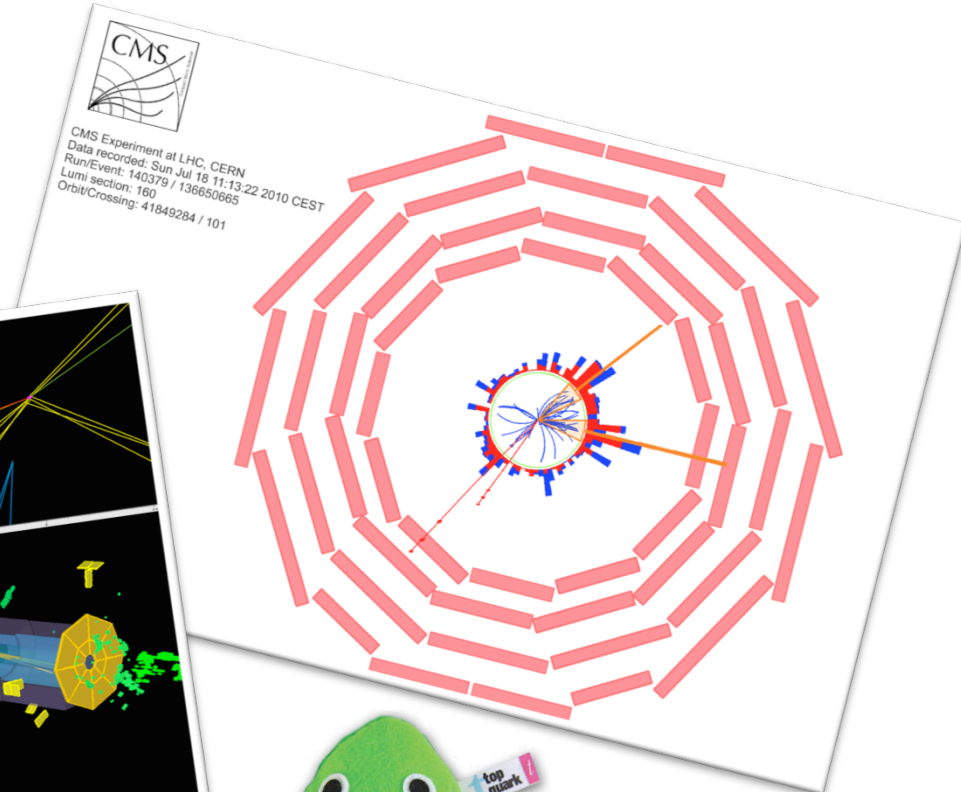 CMS
CMS Experiment at LHC, CERN
Data recorded: Sun Jul 18 11:13:22 2010 CEST
Run/Event: 140379 / 136650665
Lumi section: 160
Orbit/Crossing: 41849284 / 101
top
quark
t